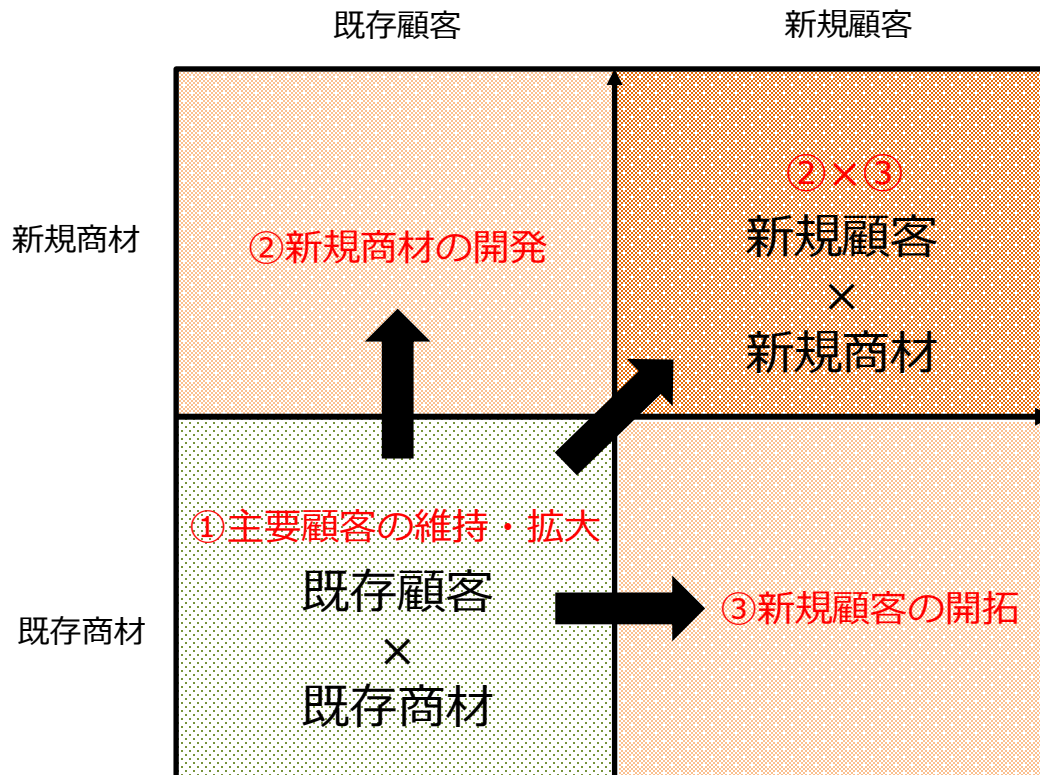 既存顧客
新規顧客
新規商材
②新規商材の開発
②×③
新規顧客
×
新規商材
既存商材
①主要顧客の維持・拡大
既存顧客
×
既存商材
③新規顧客の開拓